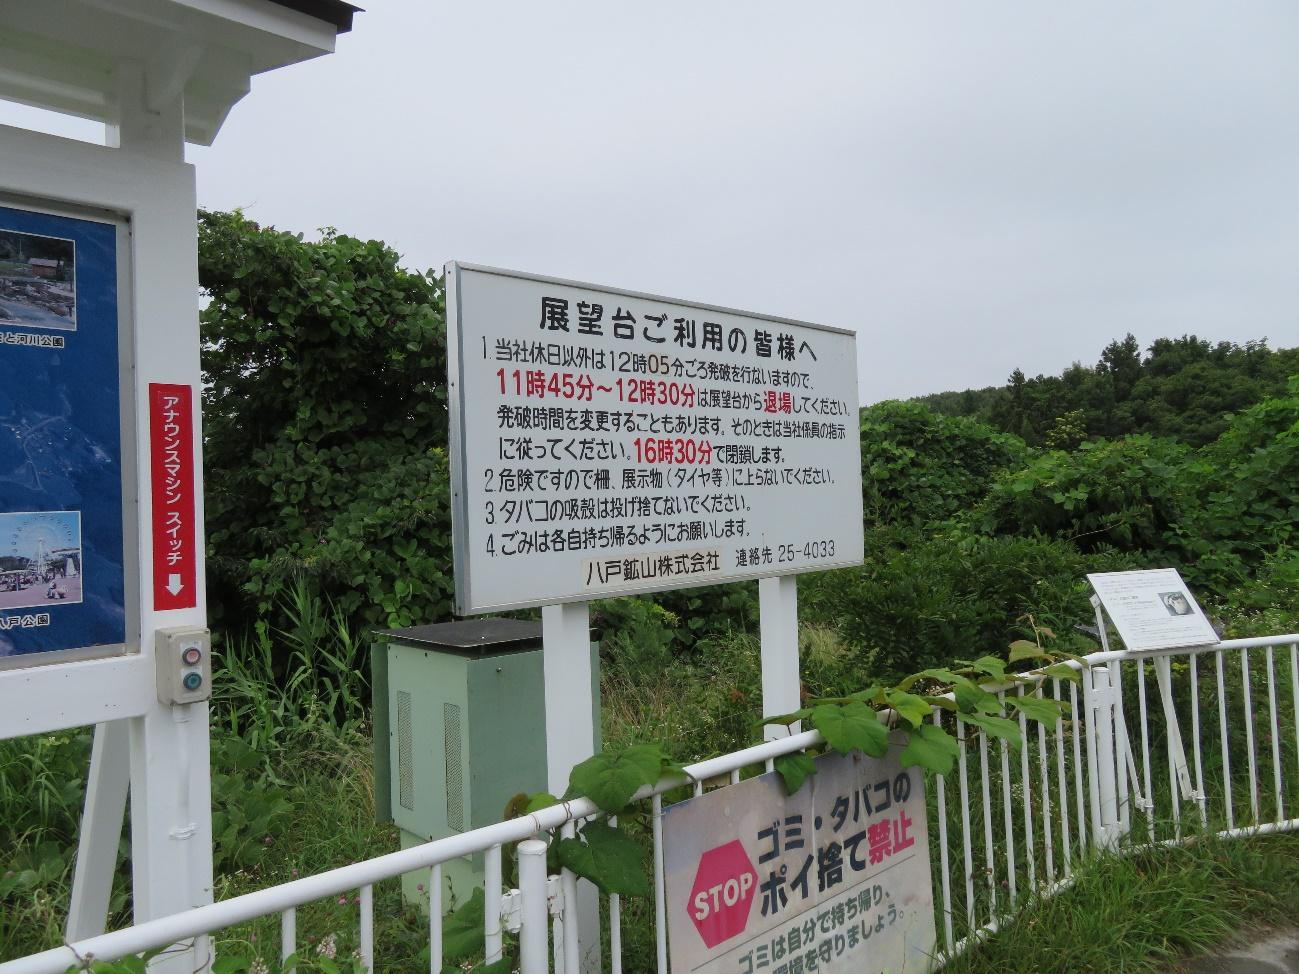 展望台ご利用の皆様へ
1. 当社休日以外は12時05分ごろ発破を行ないますので、
11時45分～12時30分は展望台から退場してください。
発破時間を変更することもあります。そのときは当社係員の指示
に従ってください。16時30分で閉鎖します。
2. 危険ですので柵、展示物(タイヤ等)に上らないでください。
3. タバコの吸殻は投げ捨てないでください。
4. ごみは各自持ち帰るようにお願いします。
八戸鉱山株式会社 連絡先 25-4033
と河川公園
アナウンスマシン スイッチ
八戸公園
STOP
ゴミ・タバコの
ポイ捨て禁止
ゴミは自分で持ち帰り、
環境を守りましょう。